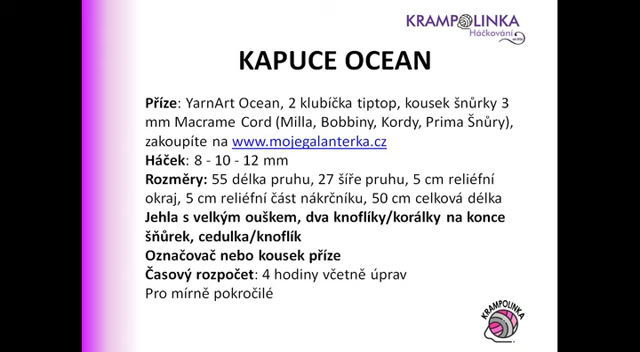 KRAMPOLINKA
Háčkování
KAPUCE OCEAN
Příze: YarnArt Ocean, 2 klubíčka tiptop, kousek šnůrky 3
mm Macrame Cord (Milla, Bobbiny, Kordy, Prima Šnůry),
zakoupíte na www.mojegalanterka.cz
Háček: 8 - 10 - 12 mm
Rozměry: 55 délka pruhu, 27 šíře pruhu, 5 cm reliéfní
okraj, 5 cm reliéfní část nákrčníku, 50 cm celková délka
Jehla s velkým ouškem, dva knoflíky/korálky na konce
šňůrek, cedulka/knoflík
Označovač nebo kousek příze
Časový rozpočet: 4 hodiny včetně úprav
Pro mírně pokročilé
KRAMPOLINKA